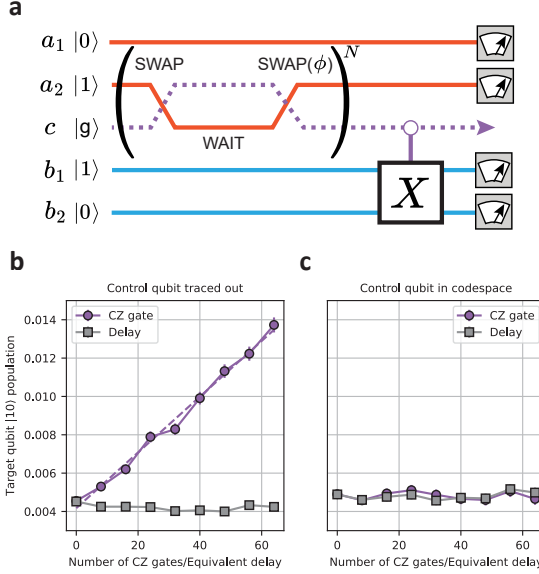 a
a₁ |0⟩
SWAP SWAP(ϕ) N
a₂ |1⟩
c |g⟩
WAIT
b₁ |1⟩
X
b₂ |0⟩
b
c
Control qubit traced out
Control qubit in codespace
CZ gate
Delay
CZ gate
Delay
0.014
0.012
0.010
0.008
0.006
0.004
Target qubit |10⟩ population
0 20 40 60
0 20 40 60
Number of CZ gates/Equivalent delay
Number of CZ gates/Equivalent delay